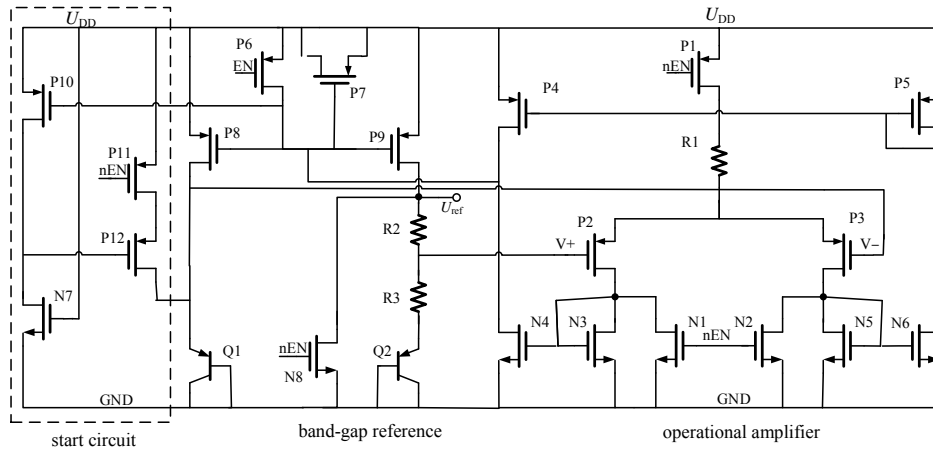 U_DD
U_DD
P6
EN
P7
P1
nEN
P10
P8
P9
P4
P5
P11
nEN
R1
U_ref
P12
R2
P2
V+
P3
V−
N7
R3
Q1
nEN
N8
Q2
N4
N3
N1
nEN
N2
N5
N6
GND
GND
start circuit
band-gap reference
operational amplifier